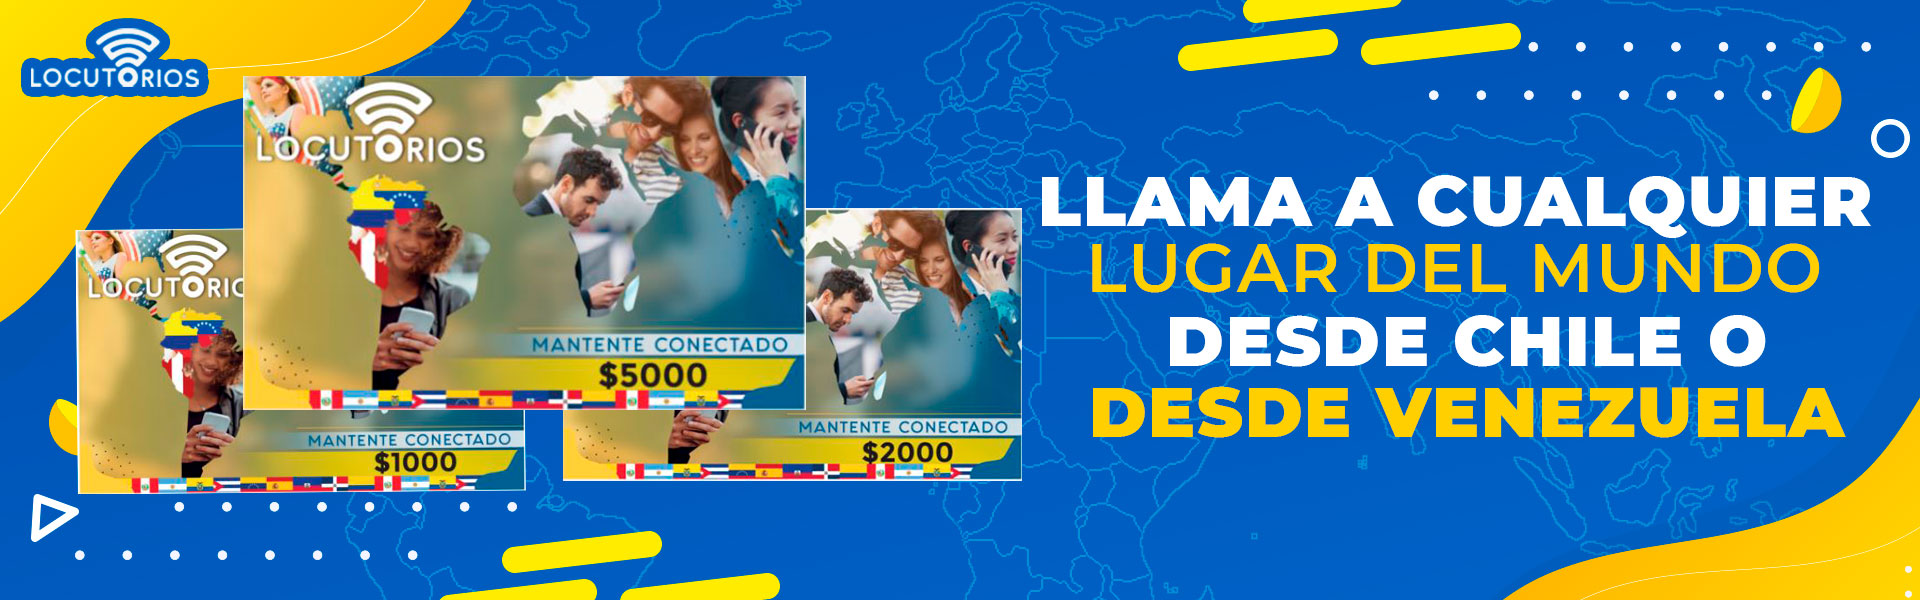 LOCUTORIOS
LOCUTORIOS
MANTENTE CONECTADO
$5000
LOCUTORIO
MANTENTE CONECTADO
$1000
MANTENTE CONECTADO
$2000
LLAMA A CUALQUIER
LUGAR DEL MUNDO
DESDE CHILE O
DESDE VENEZUELA